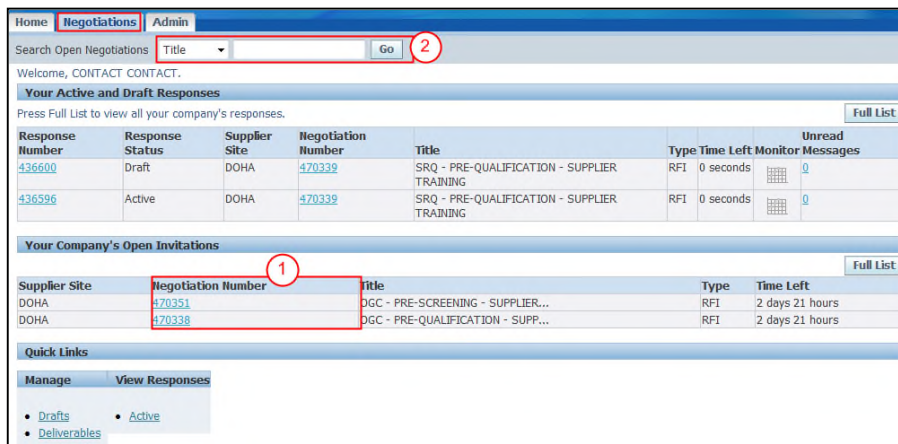 Home Negotiations Admin
Search Open Negotiations Title Go 2
Welcome, CONTACT CONTACT.
Your Active and Draft Responses
Press Full List to view all your company's responses. Full List
Response Number Response Status Supplier Site Negotiation Number Title Type Time Left Monitor Unread Messages
436600 Draft DOHA 470339 SRQ - PRE-QUALIFICATION - SUPPLIER TRAINING RFI 0 seconds 0
436596 Active DOHA 470339 SRQ - PRE-QUALIFICATION - SUPPLIER TRAINING RFI 0 seconds 0
Your Company's Open Invitations
1
Full List
Supplier Site Negotiation Number Title Type Time Left
DOHA 470351 OGC - PRE-SCREENING - SUPPLIER... RFI 2 days 21 hours
DOHA 470338 OGC - PRE-QUALIFICATION - SUPP... RFI 2 days 21 hours
Quick Links
Manage View Responses
• Drafts • Active
• Deliverables